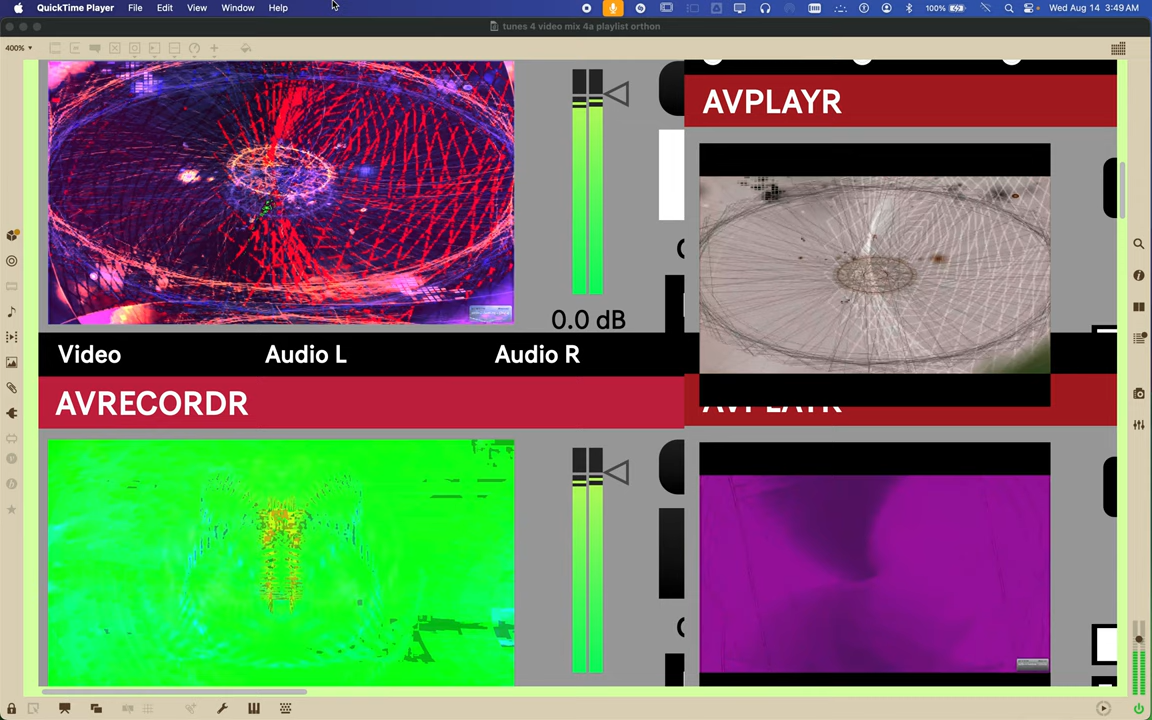 QuickTime Player File Edit View Window Help 100% Wed Aug 14 3:49 AM
tunes 4 video mix 4a playlist orthon
400%
AVPLAYR
0.0 dB
Video Audio L Audio R
AVRECORDR
AVPLAYR